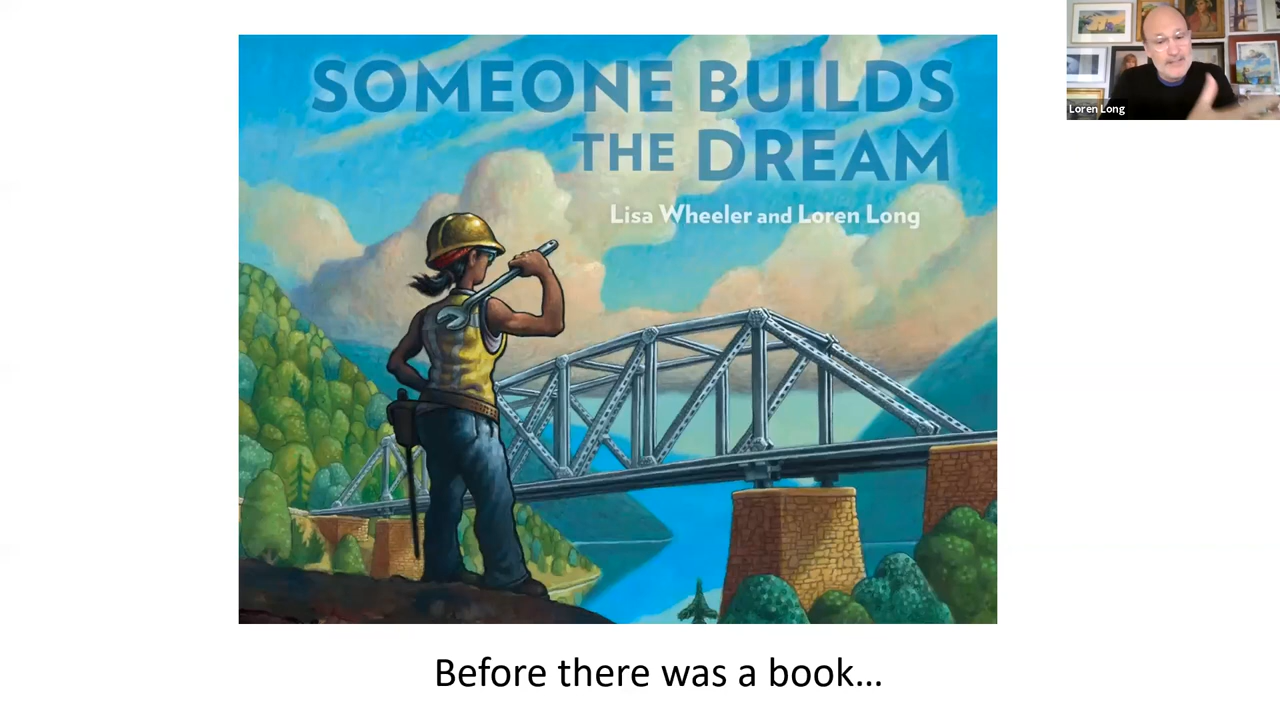 SOMEONE BUILDS
THE DREAM
Lisa Wheeler and Loren Long
Loren Long
Before there was a book...